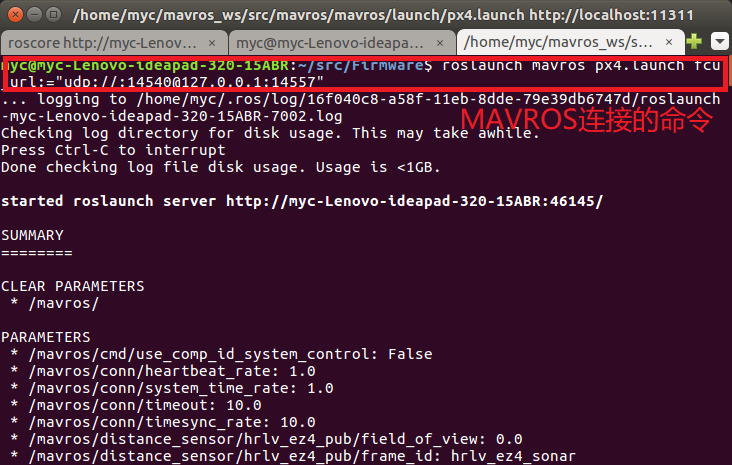 /home/myc/mavros_ws/src/mavros/mavros/launch/px4.launch http://localhost:11311
roscore http://myc-Lenov... × myc@myc-Lenovo-ideapa... × /home/myc/mavros_ws/s... ×
myc@myc-Lenovo-ideapad-320-15ABR:~/src/Firmware$ roslaunch mavros px4.launch fcu
_url:="udp://:14540@127.0.0.1:14557"
... logging to /home/myc/.ros/log/16f040c8-a58f-11eb-8dde-79e39db6747d/roslaunch
-myc-Lenovo-ideapad-320-15ABR-7002.log
MAVROS连接的命令
Checking log directory for disk usage. This may take awhile.
Press Ctrl-C to interrupt
Done checking log file disk usage. Usage is <1GB.
started roslaunch server http://myc-Lenovo-ideapad-320-15ABR:46145/
SUMMARY
========
CLEAR PARAMETERS
* /mavros/
PARAMETERS
* /mavros/cmd/use_comp_id_system_control: False
* /mavros/conn/heartbeat_rate: 1.0
* /mavros/conn/system_time_rate: 1.0
* /mavros/conn/timeout: 10.0
* /mavros/conn/timesync_rate: 10.0
* /mavros/distance_sensor/hrlv_ez4_pub/field_of_view: 0.0
* /mavros/distance_sensor/hrlv_ez4_pub/frame_id: hrlv_ez4_sonar